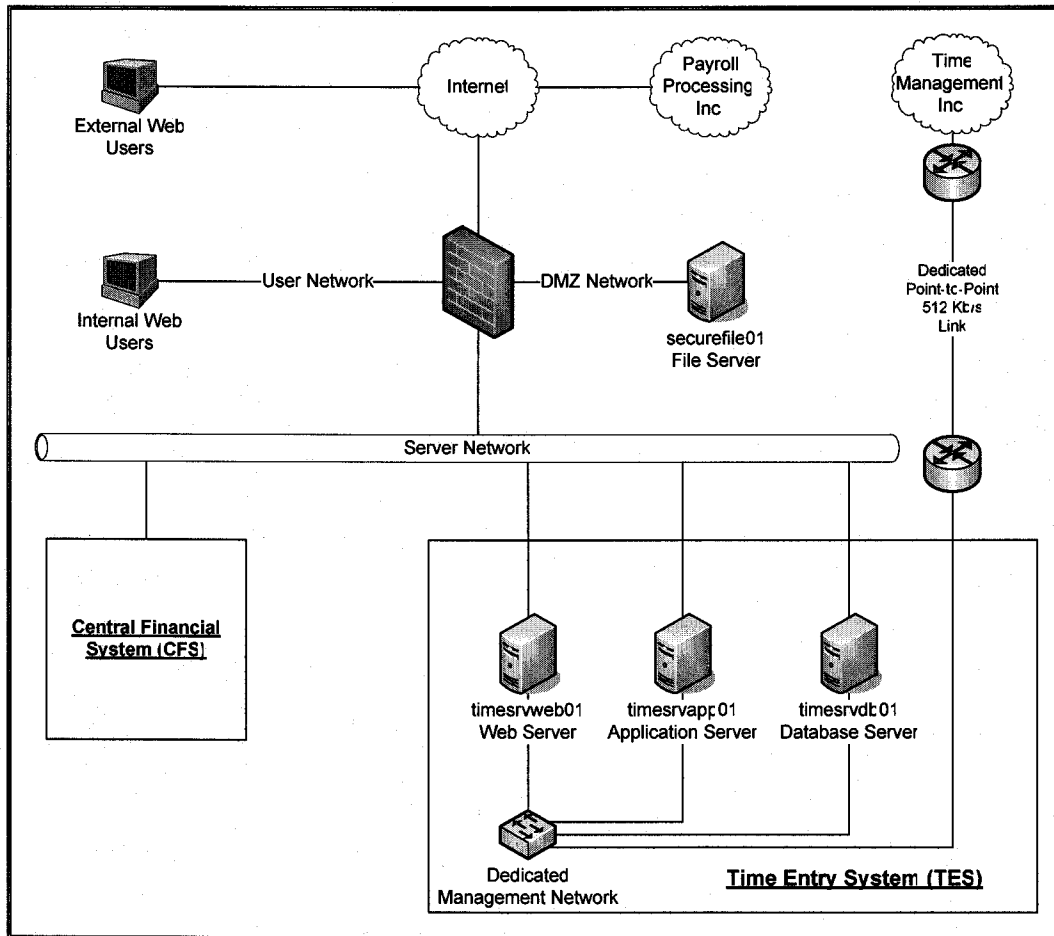 Internet
Payroll
Processing
Inc
Time
Management
Inc
External Web
Users
User Network
DMZ Network
Dedicated
Point-to-Point
512 Kb/s
Link
Internal Web
Users
securefile01
File Server
Server Network
Central Financial
System (CFS)
timesrvweb01
Web Server
timesrvapp01
Application Server
timesrvdb01
Database Server
Dedicated
Management Network
Time Entry System (TES)